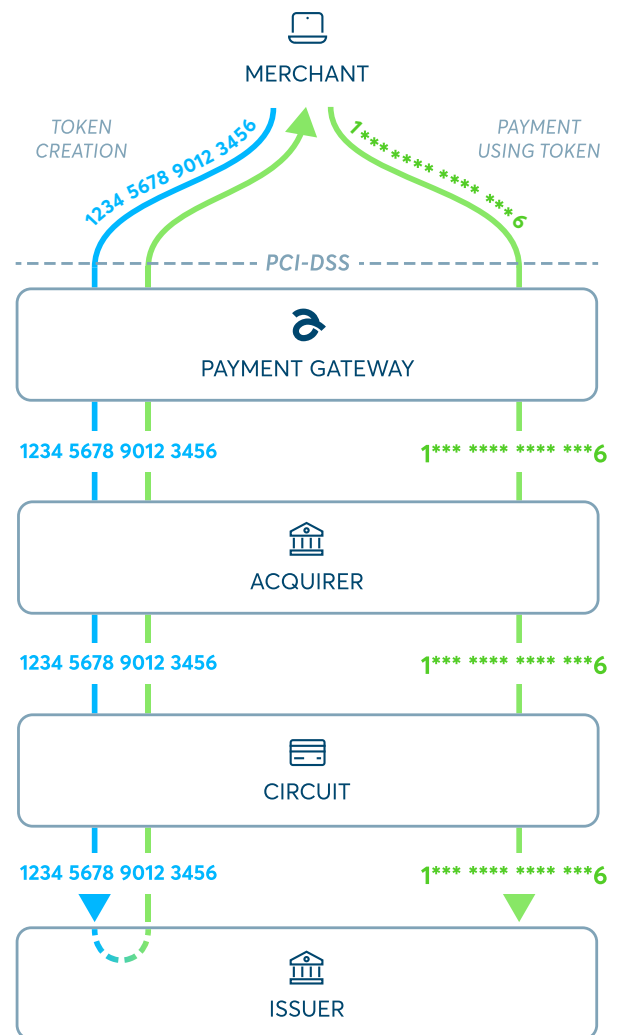 MERCHANT
TOKEN
CREATION
1234 5678 9012 3456
1*** **** **** ***6
PAYMENT
USING TOKEN
PCI-DSS
PAYMENT GATEWAY
1234 5678 9012 3456
1*** **** **** ***6
ACQUIRER
1234 5678 9012 3456
1*** **** **** ***6
CIRCUIT
1234 5678 9012 3456
1*** **** **** ***6
ISSUER